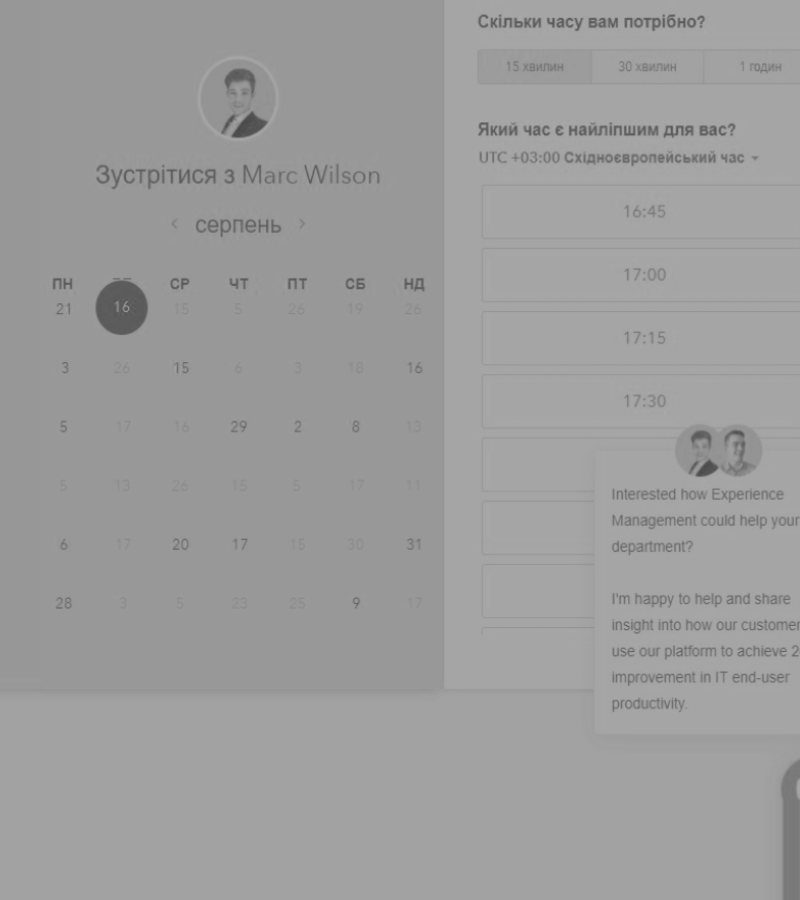 Зустрітися з Marc Wilson
серпень
ПН СР ЧТ ПТ СБ НД
21 16 15 5 26 19 26
3 26 15 6 3 18 16
5 17 16 29 2 8 13
5 13 26 15 5 17 11
6 17 20 17 15 30 31
28 3 5 23 25 9 17
Скільки часу вам потрібно?
15 хвилин 30 хвилин 1 годин
Який час є найліпшим для вас?
UTC +03:00 Східноєвропейський час
16:45
17:00
17:15
17:30
Interested how Experience
Management could help your
department?
I'm happy to help and share
insight into how our customer
use our platform to achieve 2
improvement in IT end-user
productivity.